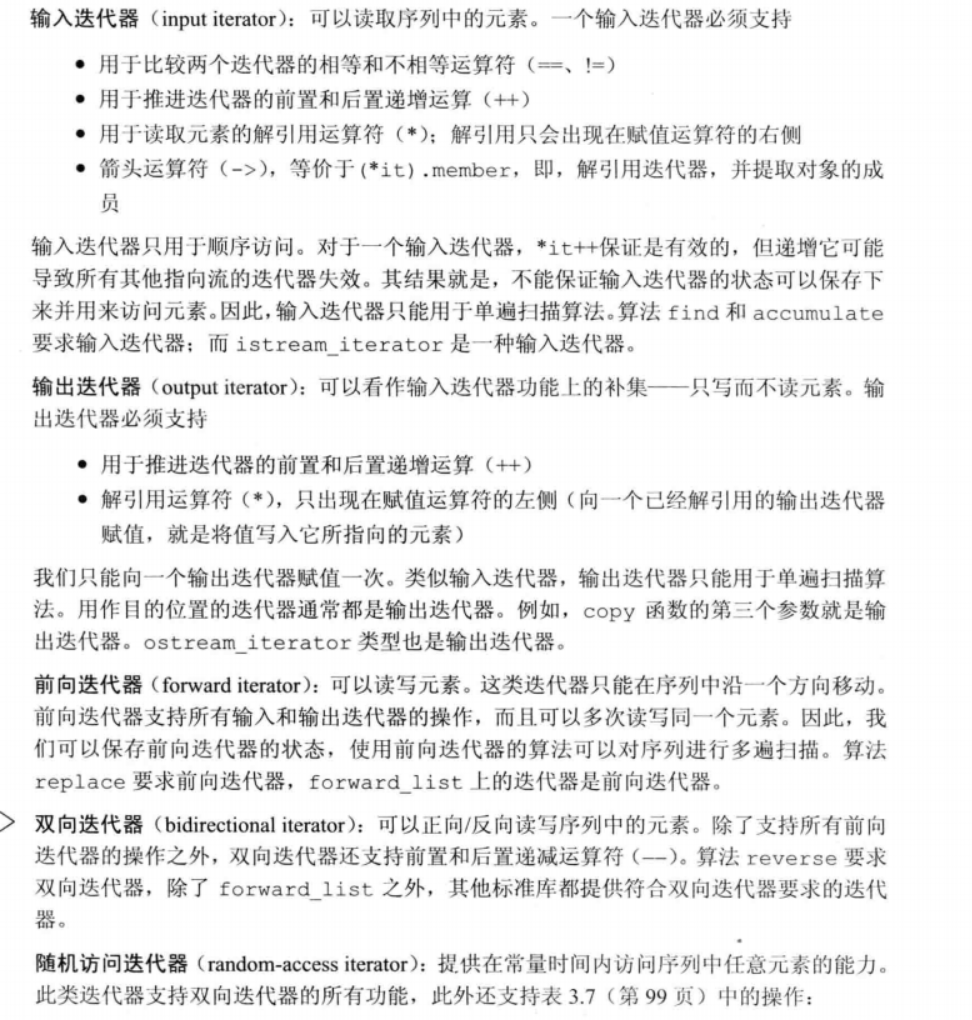 输入迭代器（input iterator）：可以读取序列中的元素。一个输入迭代器必须支持
● 用于比较两个迭代器的相等和不相等运算符（==、!=）
● 用于推进迭代器的前置和后置递增运算（++）
● 用于读取元素的解引用运算符（*）；解引用只会出现在赋值运算符的右侧
● 箭头运算符（->），等价于(*it).member，即，解引用迭代器，并提取对象的成
员
输入迭代器只用于顺序访问。对于一个输入迭代器，*it++保证是有效的，但递增它可能
导致所有其他指向流的迭代器失效。其结果就是，不能保证输入迭代器的状态可以保存下
来并用来访问元素。因此，输入迭代器只能用于单遍扫描算法。算法 find 和 accumulate
要求输入迭代器；而 istream_iterator 是一种输入迭代器。
输出迭代器（output iterator）：可以看作输入迭代器功能上的补集——只写而不读元素。输
出迭代器必须支持
● 用于推进迭代器的前置和后置递增运算（++）
● 解引用运算符（*），只出现在赋值运算符的左侧（向一个已经解引用的输出迭代器
赋值，就是将值写入它所指向的元素）
我们只能向一个输出迭代器赋值一次。类似输入迭代器，输出迭代器只能用于单遍扫描算
法。用作目的位置的迭代器通常都是输出迭代器。例如，copy 函数的第三个参数就是输
出迭代器。ostream_iterator 类型也是输出迭代器。
前向迭代器（forward iterator）：可以读写元素。这类迭代器只能在序列中沿一个方向移动。
前向迭代器支持所有输入和输出迭代器的操作，而且可以多次读写同一个元素。因此，我
们可以保存前向迭代器的状态，使用前向迭代器的算法可以对序列进行多遍扫描。算法
replace 要求前向迭代器，forward_list 上的迭代器是前向迭代器。
双向迭代器（bidirectional iterator）：可以正向/反向读写序列中的元素。除了支持所有前向
迭代器的操作之外，双向迭代器还支持前置和后置递减运算符（--）。算法 reverse 要求
双向迭代器，除了 forward_list 之外，其他标准库都提供符合双向迭代器要求的迭代
器。
随机访问迭代器（random-access iterator）：提供在常量时间内访问序列中任意元素的能力。
此类迭代器支持双向迭代器的所有功能，此外还支持表 3.7（第 99 页）中的操作：